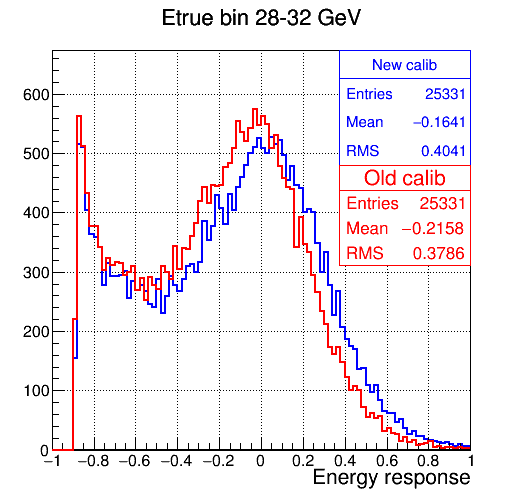 Etrue bin 28-32 GeV
New calib
Entries 25331
Mean −0.1641
RMS 0.4041
Old calib
Entries 25331
Mean −0.2158
RMS 0.3786
600
500
400
300
200
100
0
−1 −0.8 −0.6 −0.4 −0.2 0 0.2 0.4 0.6 0.8 1
Energy response